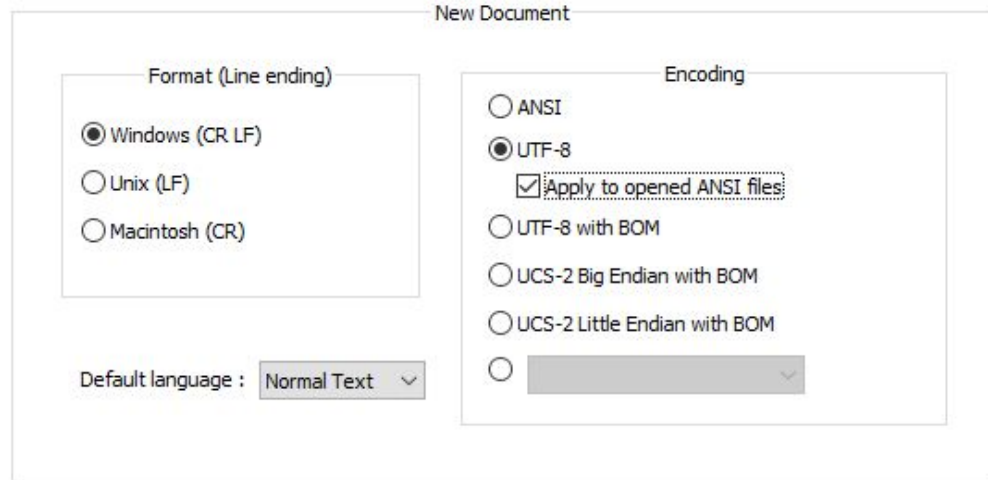 New Document
Format (Line ending)
Windows (CR LF)
Unix (LF)
Macintosh (CR)
Default language :
Normal Text
Encoding
ANSI
UTF-8
Apply to opened ANSI files
UTF-8 with BOM
UCS-2 Big Endian with BOM
UCS-2 Little Endian with BOM